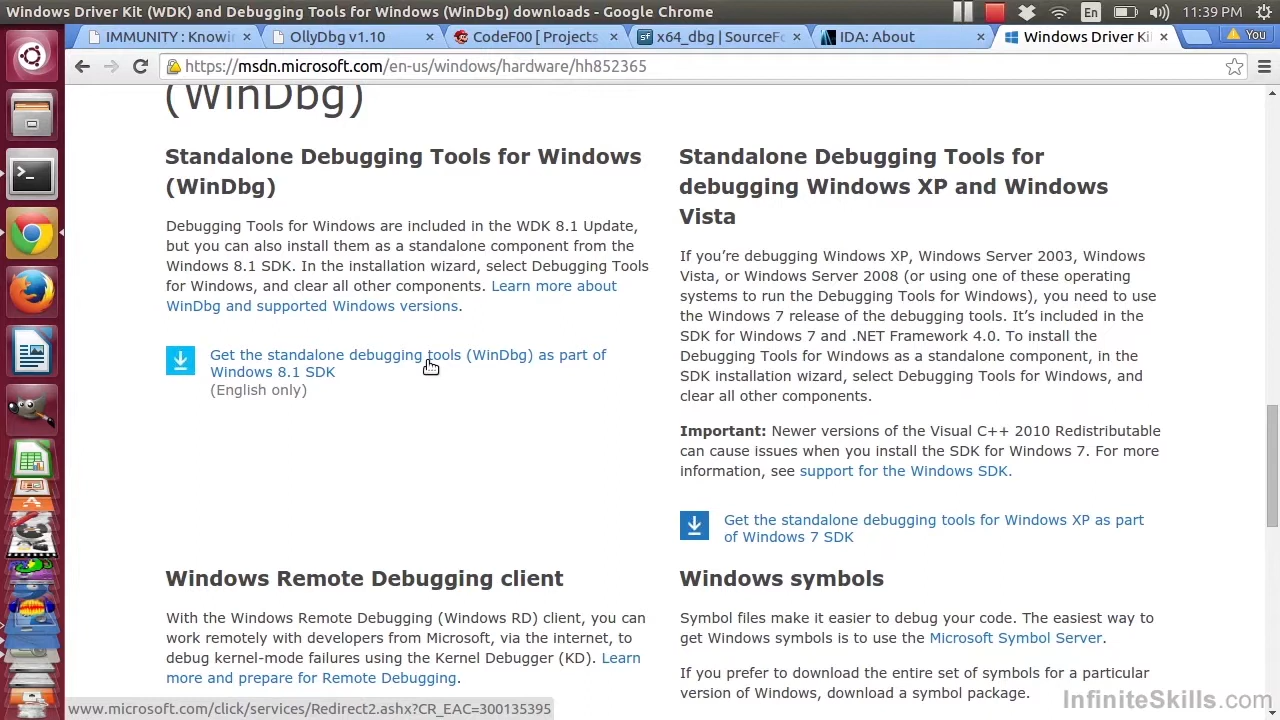 Windows Driver Kit (WDK) and Debugging Tools for Windows (WinDbg) downloads - Google Chrome
En
11:39 PM
IMMUNITY : Knowin
OllyDbg v1.10
CodeF00 [ Projects
x64_dbg | SourceFo
IDA: About
Windows Driver Ki
You
https://msdn.microsoft.com/en-us/windows/hardware/hh852365
(WinDbg)
Standalone Debugging Tools for Windows
(WinDbg)
Debugging Tools for Windows are included in the WDK 8.1 Update,
but you can also install them as a standalone component from the
Windows 8.1 SDK. In the installation wizard, select Debugging Tools
for Windows, and clear all other components. Learn more about
WinDbg and supported Windows versions.
Get the standalone debugging tools (WinDbg) as part of
Windows 8.1 SDK
(English only)
Standalone Debugging Tools for
debugging Windows XP and Windows
Vista
If you’re debugging Windows XP, Windows Server 2003, Windows
Vista, or Windows Server 2008 (or using one of these operating
systems to run the Debugging Tools for Windows), you need to use
the Windows 7 release of the debugging tools. It’s included in the
SDK for Windows 7 and .NET Framework 4.0. To install the
Debugging Tools for Windows as a standalone component, in the
SDK installation wizard, select Debugging Tools for Windows, and
clear all other components.
Important: Newer versions of the Visual C++ 2010 Redistributable
can cause issues when you install the SDK for Windows 7. For more
information, see support for the Windows SDK.
Get the standalone debugging tools for Windows XP as part
of Windows 7 SDK
Windows Remote Debugging client
With the Windows Remote Debugging (Windows RD) client, you can
work remotely with developers from Microsoft, via the internet, to
debug kernel-mode failures using the Kernel Debugger (KD). Learn
more and prepare for Remote Debugging.
Windows symbols
Symbol files make it easier to debug your code. The easiest way to
get Windows symbols is to use the Microsoft Symbol Server.
If you prefer to download the entire set of symbols for a particular
version of Windows, download a symbol package.
www.microsoft.com/click/services/Redirect2.ashx?CR_EAC=300135395
InfiniteSkills.com